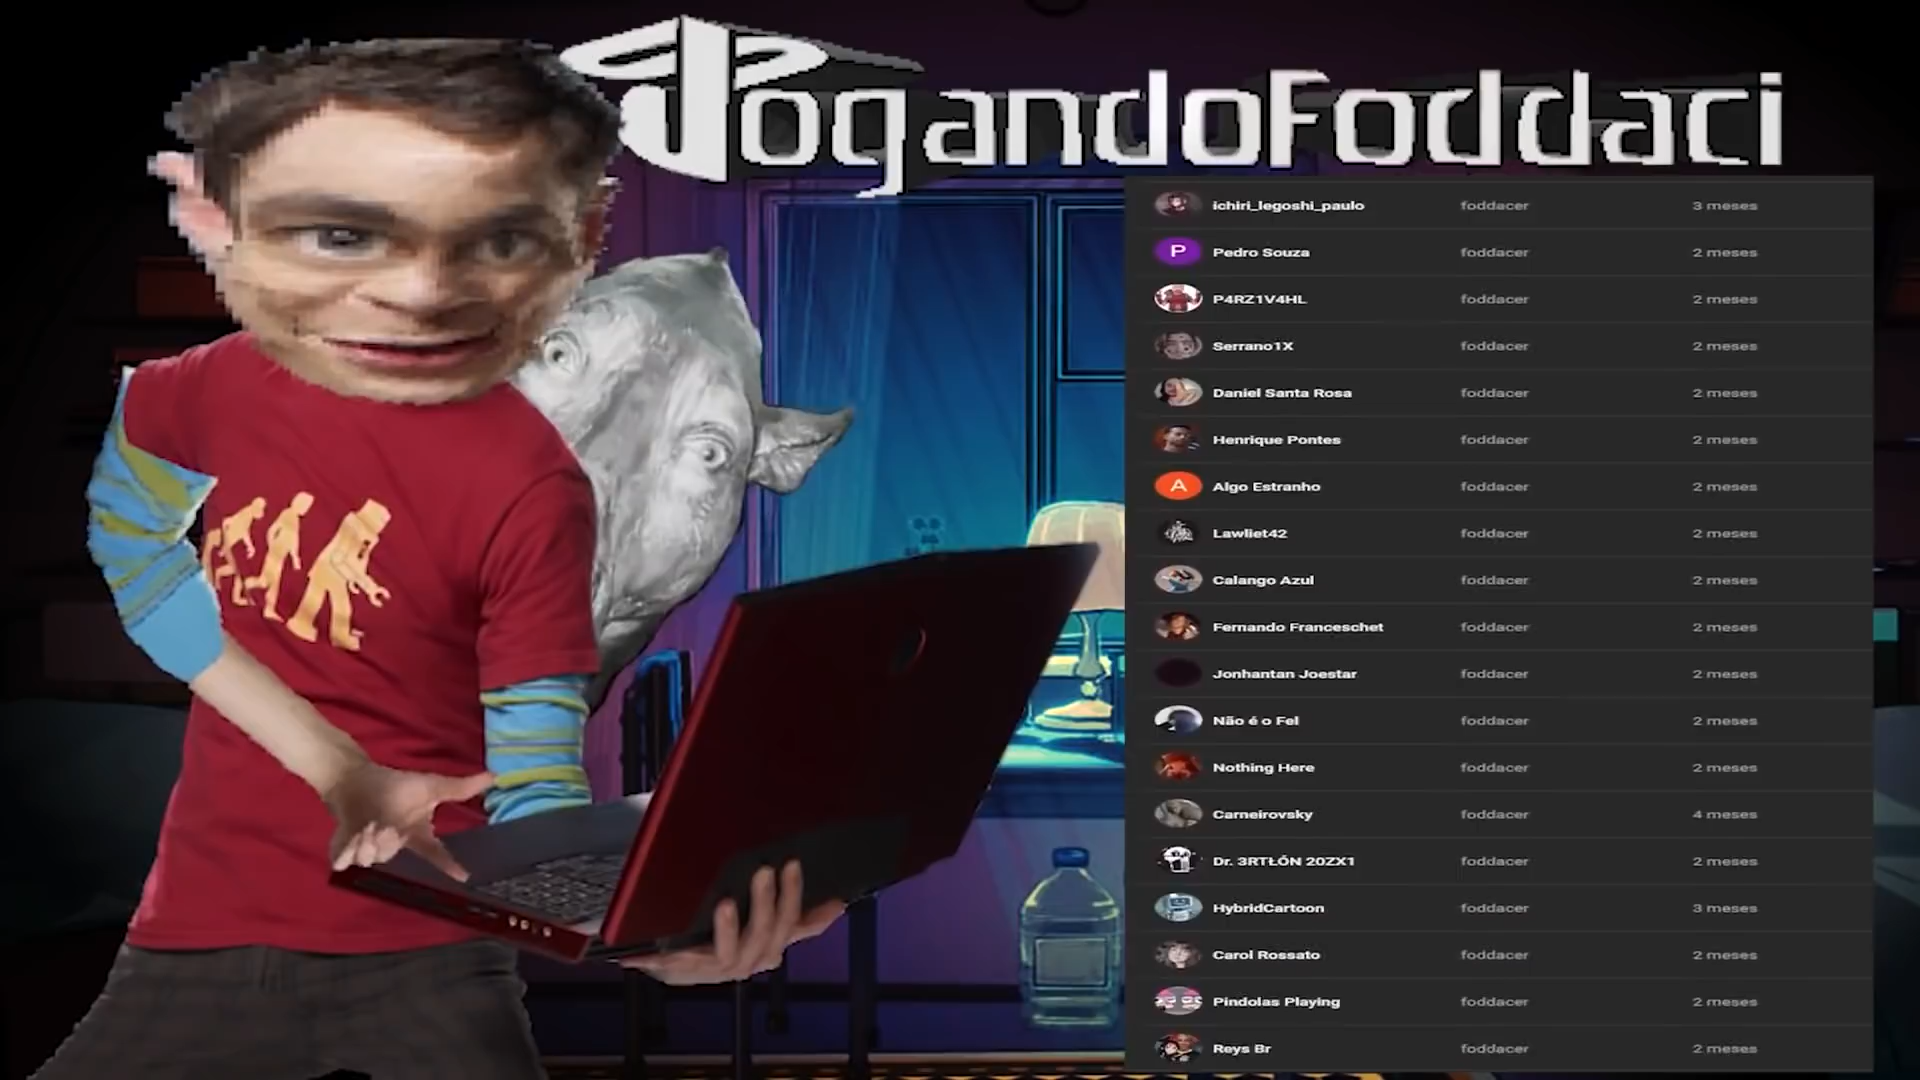 JogandoFoddaci
ichiri_legoshi_paulo foddacer 3 meses
P Pedro Souza foddacer 2 meses
P4RZ1V4HL foddacer 2 meses
Serrano1X foddacer 2 meses
Daniel Santa Rosa foddacer 2 meses
Henrique Pontes foddacer 2 meses
A Algo Estranho foddacer 2 meses
Lawliet42 foddacer 2 meses
Calango Azul foddacer 2 meses
Fernando Franceschet foddacer 2 meses
Jonhantan Joestar foddacer 2 meses
Não é o Fel foddacer 2 meses
Nothing Here foddacer 2 meses
Carneirovsky foddacer 4 meses
Dr. 3RTŁÓN 20ZX1 foddacer 2 meses
HybridCartoon foddacer 3 meses
Carol Rossato foddacer 2 meses
Pindolas Playing foddacer 2 meses
Reys Br foddacer 2 meses